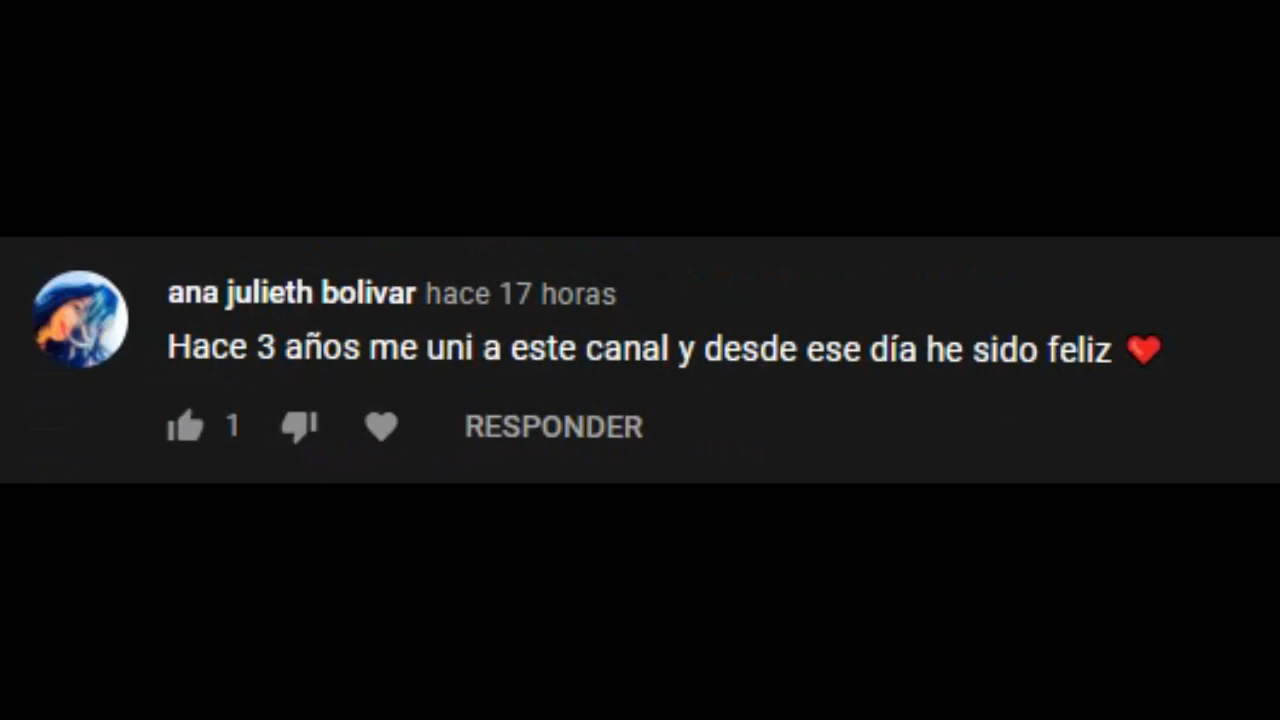 ana julieth bolivar hace 17 horas
Hace 3 años me uni a este canal y desde ese día he sido feliz ❤️
1 RESPONDER